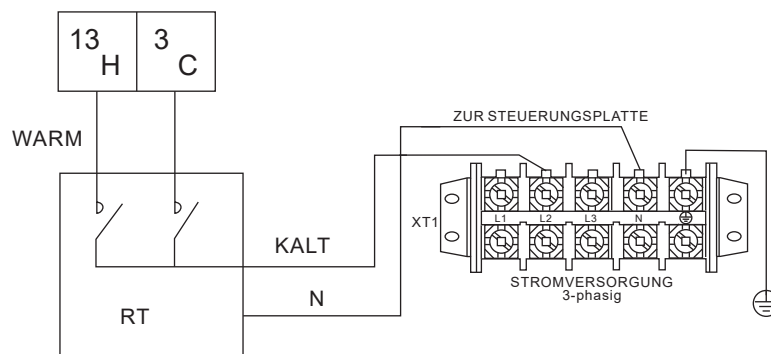 13 H 3 C
ZUR STEUERUNGSPLATTE
WARM
XT1
L1 L2 L3 N
KALT
STROMVERSORGUNG
3-phasig
N
RT